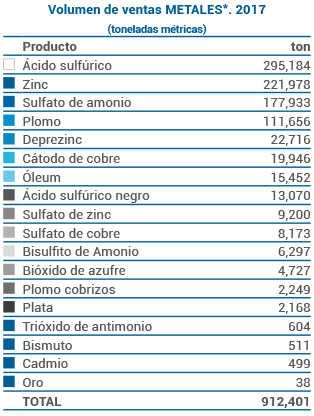 Volumen de ventas METALES*. 2017
(toneladas métricas)
Producto ton
Ácido sulfúrico 295,184
Zinc 221,978
Sulfato de amonio 177,933
Plomo 111,656
Deprezinc 22,716
Cátodo de cobre 19,946
Óleum 15,452
Ácido sulfúrico negro 13,070
Sulfato de zinc 9,200
Sulfato de cobre 8,173
Bisulfito de Amonio 6,297
Bióxido de azufre 4,727
Plomo cobrizos 2,249
Plata 2,168
Trióxido de antimonio 604
Bismuto 511
Cadmio 499
Oro 38
TOTAL 912,401